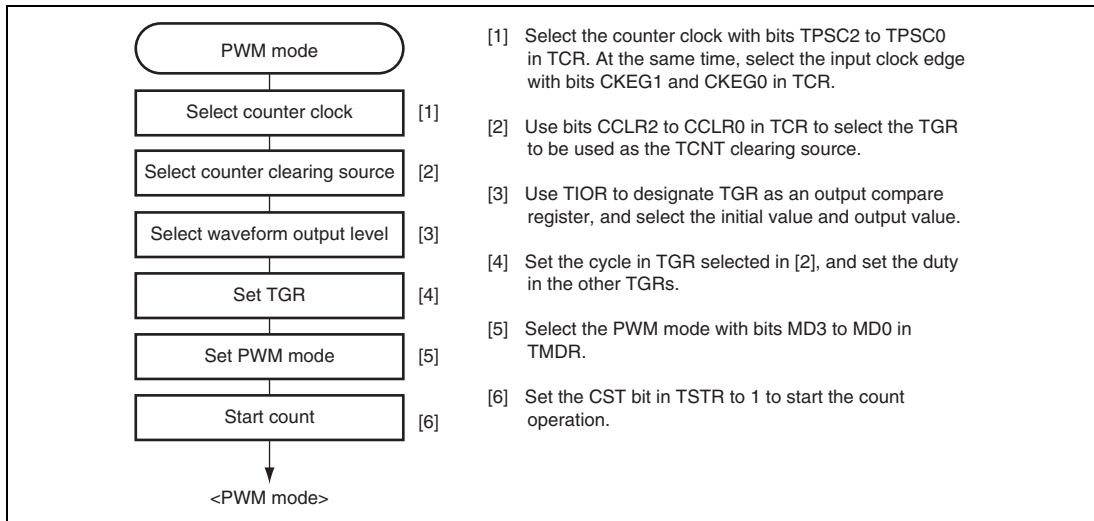 PWM mode
Select counter clock [1]
Select counter clearing source [2]
Select waveform output level [3]
Set TGR [4]
Set PWM mode [5]
Start count [6]
<PWM mode>
[1] Select the counter clock with bits TPSC2 to TPSC0
in TCR. At the same time, select the input clock edge
with bits CKEG1 and CKEG0 in TCR.
[2] Use bits CCLR2 to CCLR0 in TCR to select the TGR
to be used as the TCNT clearing source.
[3] Use TIOR to designate TGR as an output compare
register, and select the initial value and output value.
[4] Set the cycle in TGR selected in [2], and set the duty
in the other TGRs.
[5] Select the PWM mode with bits MD3 to MD0 in
TMDR.
[6] Set the CST bit in TSTR to 1 to start the count
operation.